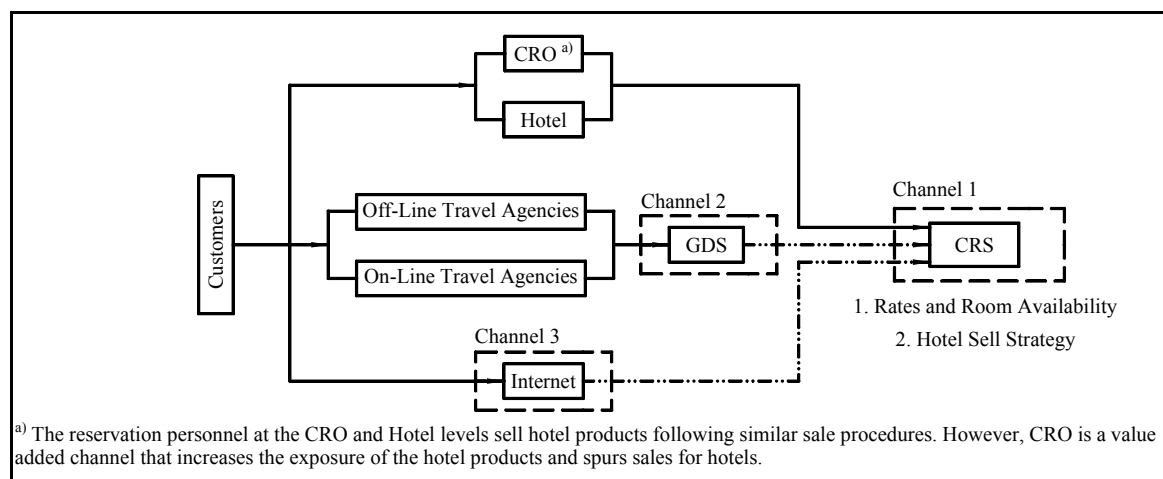 CRO a)
Hotel
Customers
Off-Line Travel Agencies
On-Line Travel Agencies
Channel 2
GDS
Channel 1
CRS
1. Rates and Room Availability
2. Hotel Sell Strategy
Channel 3
Internet
a) The reservation personnel at the CRO and Hotel levels sell hotel products following similar sale procedures. However, CRO is a value
added channel that increases the exposure of the hotel products and spurs sales for hotels.